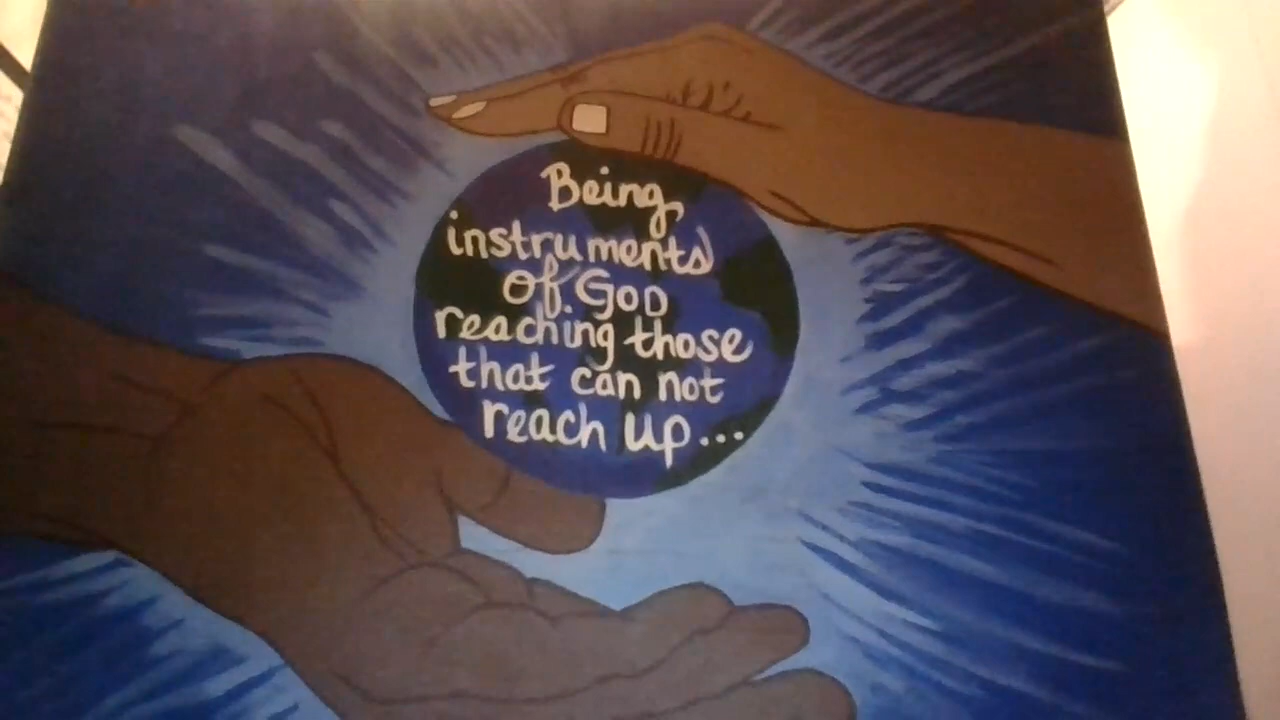 Being
instruments
of GOD
reaching those
that can not
reach up...